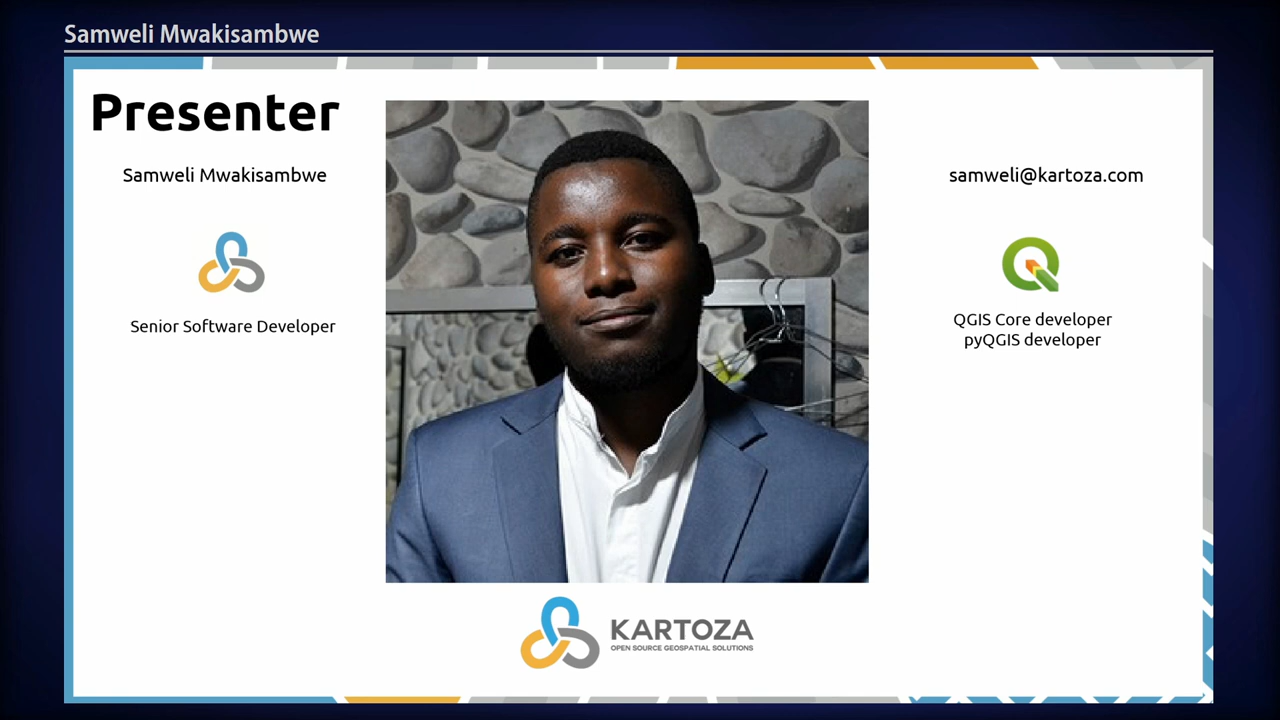 Samweli Mwakisambwe
Presenter
Samweli Mwakisambwe
samweli@kartoza.com
Senior Software Developer
QGIS Core developer
pyQGIS developer
KARTOZA
OPEN SOURCE GEOSPATIAL SOLUTIONS